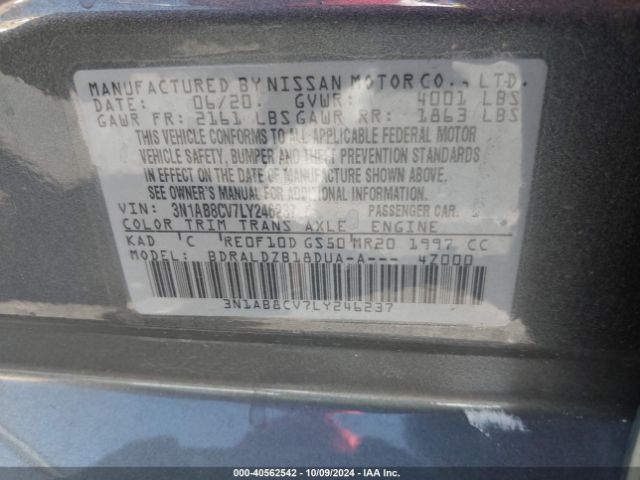 MANUFACTURED BY NISSAN MOTOR CO., LTD.
DATE: 06/20. GVWR: 4001 LBS
GAWR FR: 2161 LBS GAWR RR: 1863 LBS
THIS VEHICLE CONFORMS TO ALL APPLICABLE FEDERAL MOTOR
VEHICLE SAFETY, BUMPER AND THEFT PREVENTION STANDARDS
IN EFFECT ON THE DATE OF MANUFACTURE SHOWN ABOVE.
SEE OWNER'S MANUAL FOR ADDITIONAL INFORMATION.
VIN: 3N1AB8CV7LY246237 PASSENGER CAR
COLOR TRIM TRANS AXLE ENGINE
KAD C RE0F10D GS50 MR20 1997 CC
MODEL: BDRALDZB18DUA-A--- 47000
3N1AB8CV7LY246237
000-40562542 - 10/09/2024 - IAA Inc.